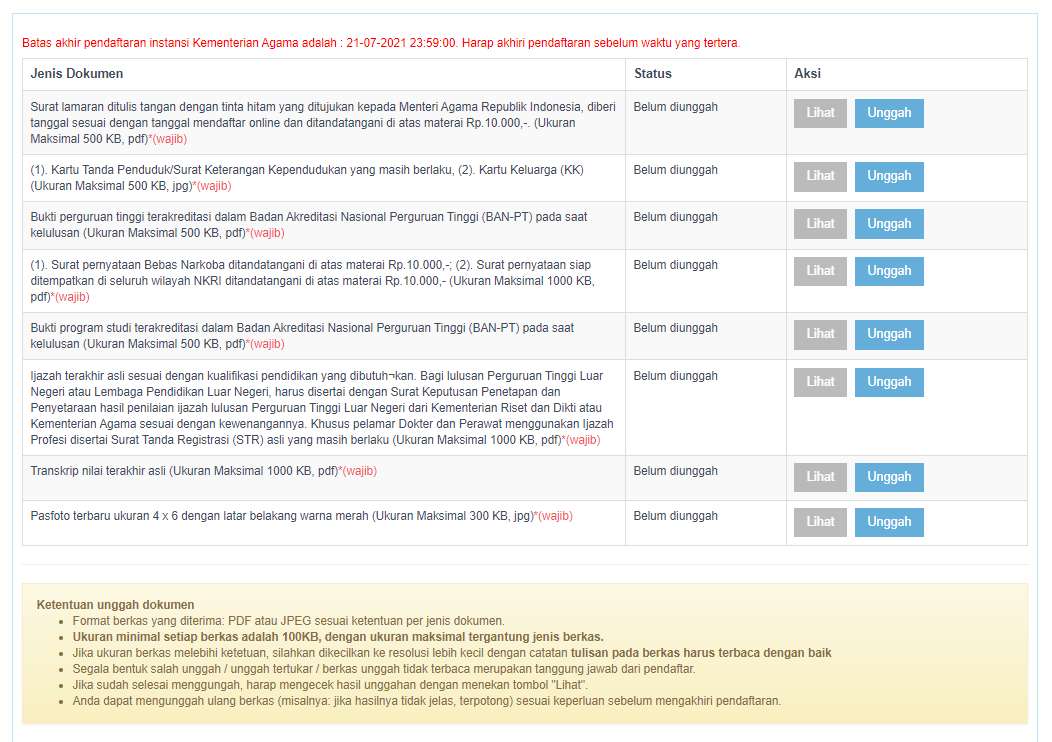 Batas akhir pendaftaran instansi Kementerian Agama adalah : 21-07-2021 23:59:00. Harap akhiri pendaftaran sebelum waktu yang tertera.
Jenis Dokumen Status Aksi
Surat lamaran ditulis tangan dengan tinta hitam yang ditujukan kepada Menteri Agama Republik Indonesia, diberi
tanggal sesuai dengan tanggal mendaftar online dan ditandatangani di atas materai Rp.10.000,-. (Ukuran
Maksimal 500 KB, pdf)*(wajib)
Belum diunggah
Lihat Unggah
(1). Kartu Tanda Penduduk/Surat Keterangan Kependudukan yang masih berlaku, (2). Kartu Keluarga (KK)
(Ukuran Maksimal 500 KB, jpg)*(wajib)
Belum diunggah
Lihat Unggah
Bukti perguruan tinggi terakreditasi dalam Badan Akreditasi Nasional Perguruan Tinggi (BAN-PT) pada saat
kelulusan (Ukuran Maksimal 500 KB, pdf)*(wajib)
Belum diunggah
Lihat Unggah
(1). Surat pernyataan Bebas Narkoba ditandatangani di atas materai Rp.10.000,-; (2). Surat pernyataan siap
ditempatkan di seluruh wilayah NKRI ditandatangani di atas materai Rp.10.000,- (Ukuran Maksimal 1000 KB,
pdf)*(wajib)
Belum diunggah
Lihat Unggah
Bukti program studi terakreditasi dalam Badan Akreditasi Nasional Perguruan Tinggi (BAN-PT) pada saat
kelulusan (Ukuran Maksimal 500 KB, pdf)*(wajib)
Belum diunggah
Lihat Unggah
Ijazah terakhir asli sesuai dengan kualifikasi pendidikan yang dibutuh¬kan. Bagi lulusan Perguruan Tinggi Luar
Negeri atau Lembaga Pendidikan Luar Negeri, harus disertai dengan Surat Keputusan Penetapan dan
Penyetaraan hasil penilaian ijazah lulusan Perguruan Tinggi Luar Negeri dari Kementerian Riset dan Dikti atau
Kementerian Agama sesuai dengan kewenangannya. Khusus pelamar Dokter dan Perawat menggunakan Ijazah
Profesi disertai Surat Tanda Registrasi (STR) asli yang masih berlaku (Ukuran Maksimal 1000 KB, pdf)*(wajib)
Belum diunggah
Lihat Unggah
Transkrip nilai terakhir asli (Ukuran Maksimal 1000 KB, pdf)*(wajib)
Belum diunggah
Lihat Unggah
Pasfoto terbaru ukuran 4 x 6 dengan latar belakang warna merah (Ukuran Maksimal 300 KB, jpg)*(wajib)
Belum diunggah
Lihat Unggah
Ketentuan unggah dokumen
• Format berkas yang diterima: PDF atau JPEG sesuai ketentuan per jenis dokumen.
• Ukuran minimal setiap berkas adalah 100KB, dengan ukuran maksimal tergantung jenis berkas.
• Jika ukuran berkas melebihi ketetuan, silahkan dikecilkan ke resolusi lebih kecil dengan catatan tulisan pada berkas harus terbaca dengan baik
• Segala bentuk salah unggah / unggah tertukar / berkas unggah tidak terbaca merupakan tanggung jawab dari pendaftar.
• Jika sudah selesai menggungah, harap mengecek hasil unggahan dengan menekan tombol "Lihat".
• Anda dapat mengunggah ulang berkas (misalnya: jika hasilnya tidak jelas, terpotong) sesuai keperluan sebelum mengakhiri pendaftaran.